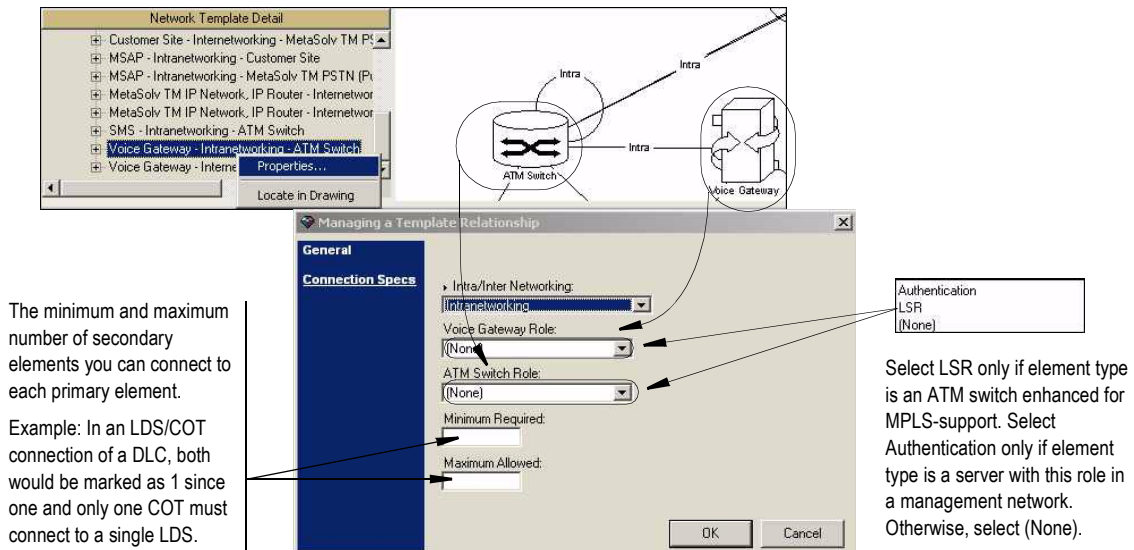 Network Template Detail
Customer Site - Internetworking - MetaSolv TM PS
MSAP - Intranetworking - Customer Site
MSAP - Intranetworking - MetaSolv TM PSTN (Pu
MetaSolv TM IP Network, IP Router - Internetwor
MetaSolv TM IP Network, IP Router - Internetwor
SMS - Intranetworking - ATM Switch
Voice Gateway - Intranetworking - ATM Switch
Voice Gateway - Interne
Properties...
Locate in Drawing
Intra
Intra
Intra
ATM Switch
Voice Gateway
Managing a Template Relationship
General
Connection Specs
Intra/Inter Networking:
Intranetworking
Voice Gateway Role:
(None)
ATM Switch Role:
(None)
Minimum Required:
Maximum Allowed:
OK
Cancel
The minimum and maximum
number of secondary
elements you can connect to
each primary element.
Example: In an LDS/COT
connection of a DLC, both
would be marked as 1 since
one and only one COT must
connect to a single LDS.
Authentication
LSR
(None)
Select LSR only if element type
is an ATM switch enhanced for
MPLS-support. Select
Authentication only if element
type is a server with this role in
a management network.
Otherwise, select (None).